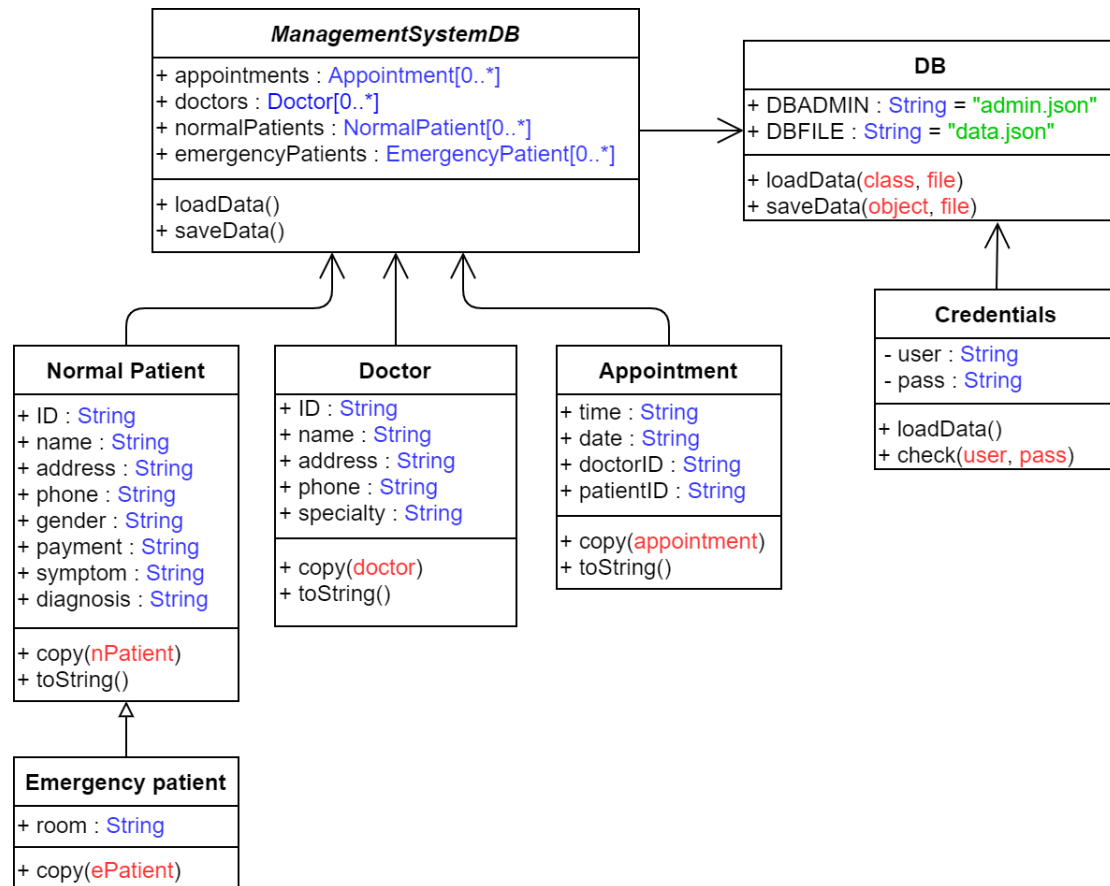 ManagementSystemDB
+ appointments : Appointment[0..*]
+ doctors : Doctor[0..*]
+ normalPatients : NormalPatient[0..*]
+ emergencyPatients : EmergencyPatient[0..*]
+ loadData()
+ saveData()
DB
+ DBADMIN : String = "admin.json"
+ DBFILE : String = "data.json"
+ loadData(class, file)
+ saveData(object, file)
Credentials
- user : String
- pass : String
+ loadData()
+ check(user, pass)
Normal Patient
+ ID : String
+ name : String
+ address : String
+ phone : String
+ gender : String
+ payment : String
+ symptom : String
+ diagnosis : String
+ copy(nPatient)
+ toString()
Doctor
+ ID : String
+ name : String
+ address : String
+ phone : String
+ specialty : String
+ copy(doctor)
+ toString()
Appointment
+ time : String
+ date : String
+ doctorID : String
+ patientID : String
+ copy(appointment)
+ toString()
Emergency patient
+ room : String
+ copy(ePatient)